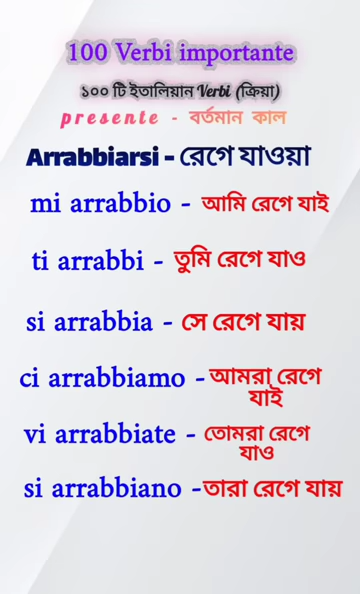 100 Verbi importante
১০০ টি ইতালিয়ান Verbi (ক্রিয়া)
presente - বর্তমান কাল
Arrabbiarsi - রেগে যাওয়া
mi arrabbio - আমি রেগে যাই
ti arrabbi - তুমি রেগে যাও
si arrabbia - সে রেগে যায়
ci arrabbiamo - আমরা রেগে
যাই
vi arrabbiate - তোমরা রেগে
যাও
si arrabbiano - তারা রেগে যায়